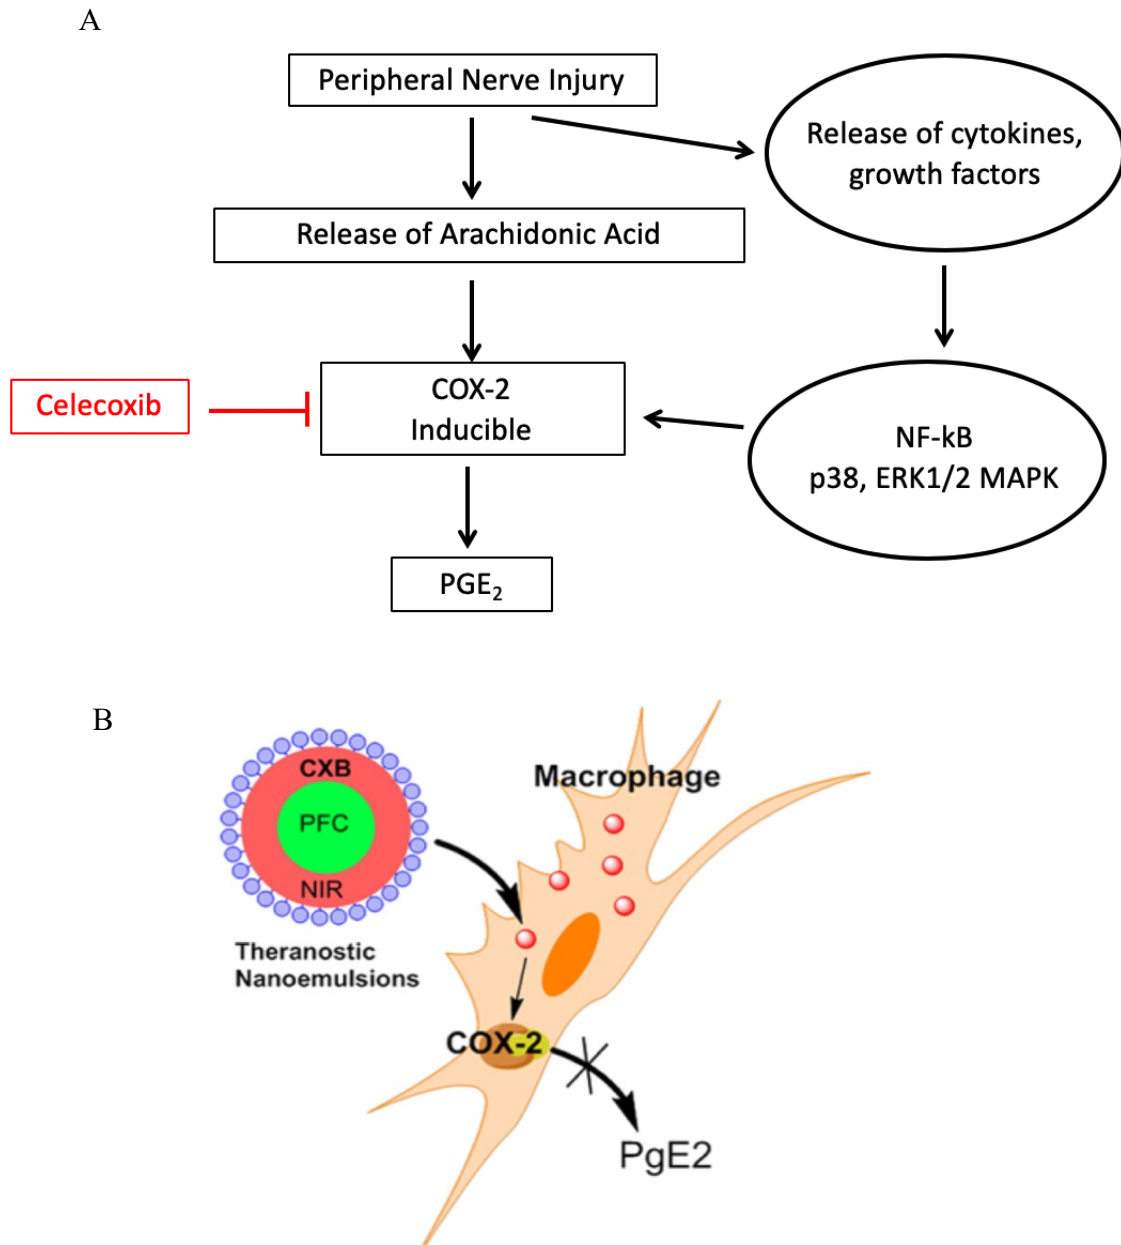 A
Peripheral Nerve Injury
Release of cytokines,
growth factors
Release of Arachidonic Acid
Celecoxib
COX-2
Inducible
NF-kB
p38, ERK1/2 MAPK
PGE₂
B
CXB
PFC
NIR
Theranostic
Nanoemulsions
Macrophage
COX-2
PgE2